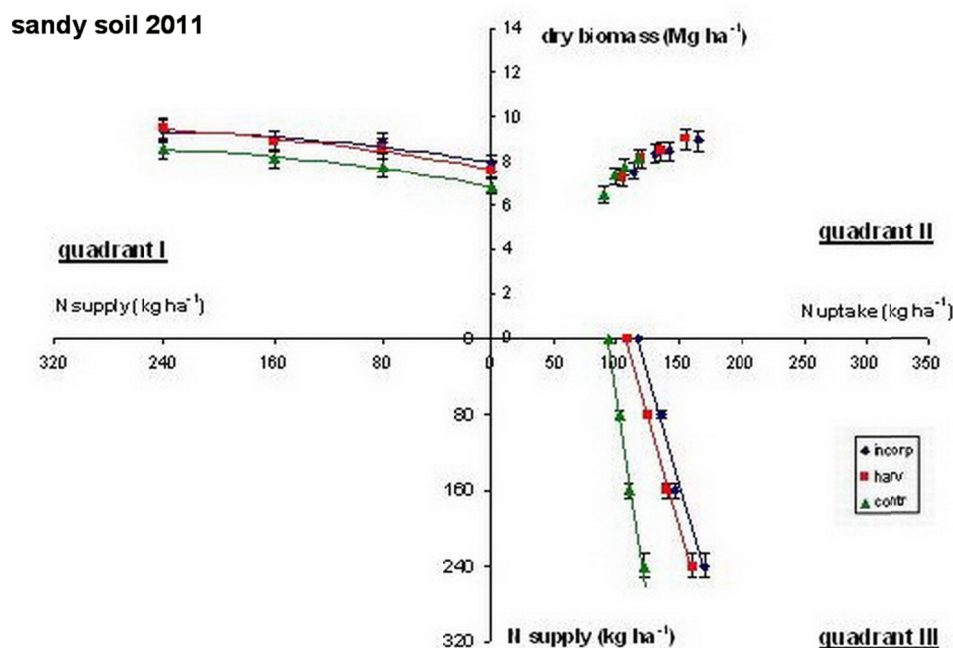 sandy soil 2011
14
dry biomass (Mg ha⁻¹)
12
10
8
6
4
2
0
quadrant I
quadrant II
N supply (kg ha⁻¹)
N uptake (kg ha⁻¹)
320 240 160 80 0 50 100 150 200 250 300 350
0
80
160
240
320
incorp
harv
contr
N supply (kg ha⁻¹)
quadrant III